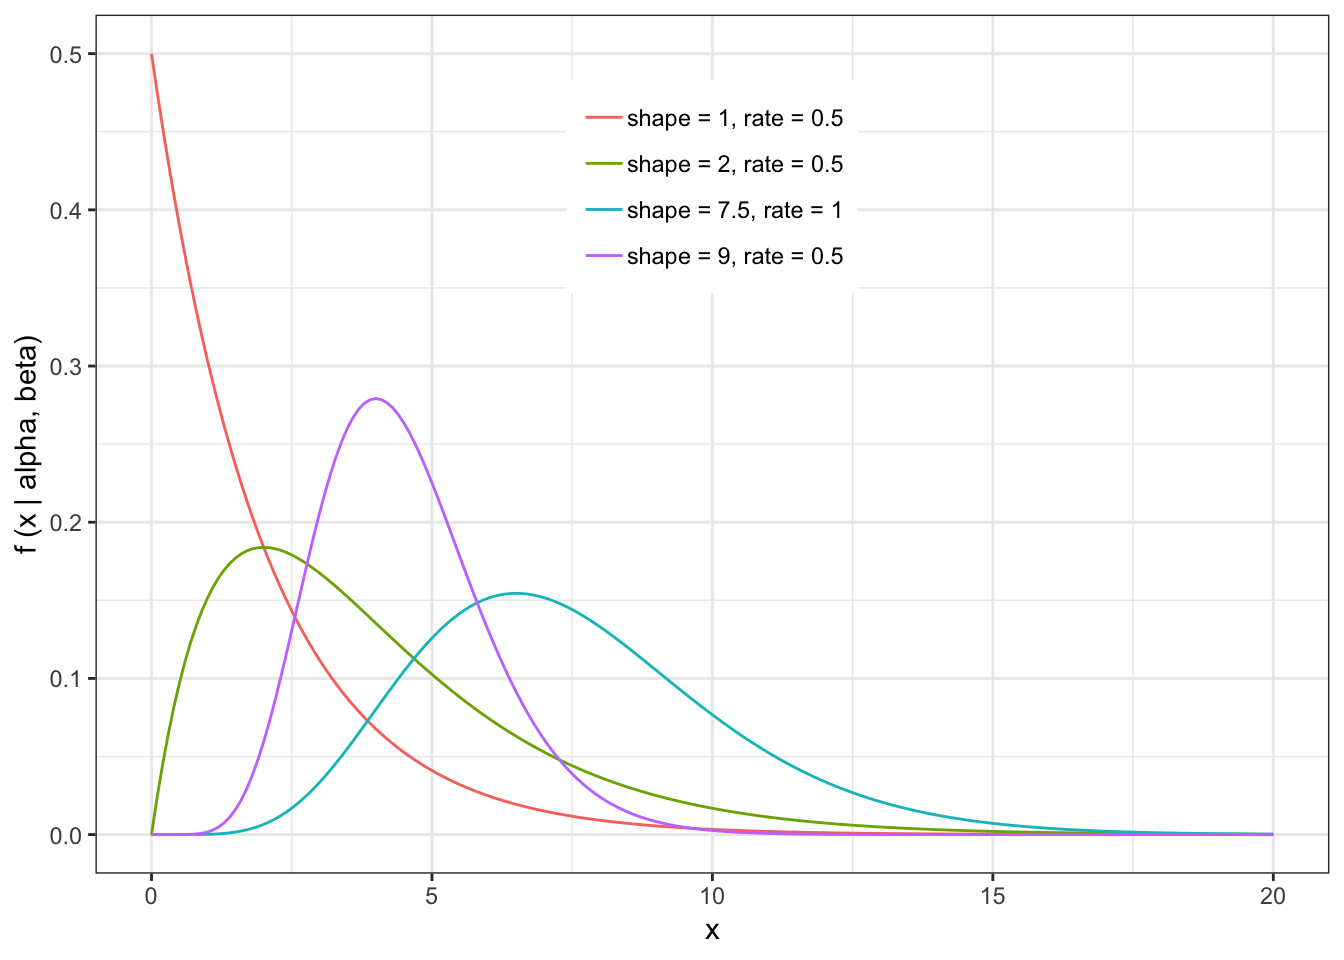 0.5
0.4
0.3
0.2
0.1
0.0
f (x | alpha, beta)
shape = 1, rate = 0.5
shape = 2, rate = 0.5
shape = 7.5, rate = 1
shape = 9, rate = 0.5
0 5 10 15 20
x